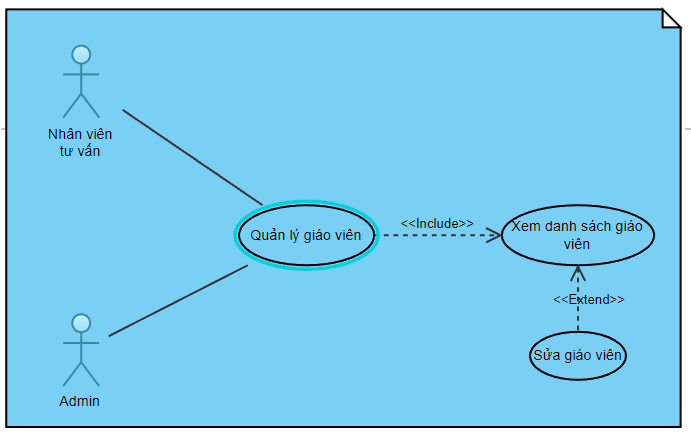 Nhân viên
tư vấn
Quản lý giáo viên
<<Include>>
Xem danh sách giáo
viên
<<Extend>>
Sửa giáo viên
Admin